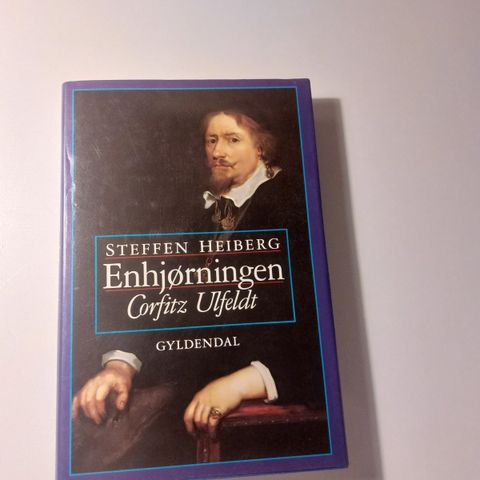 STEFFEN HEIBERG
Enhjørningen
Corfitz Ulfeldt
GYLDENDAL